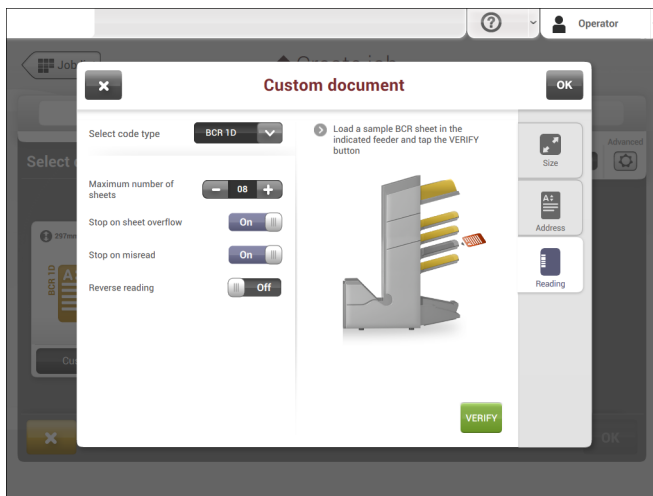 ?
Operator
Job
Create job
Custom document
OK
Select code type
BCR 1D
Load a sample BCR sheet in the
indicated feeder and tap the VERIFY
button
Maximum number of
sheets
08
Stop on sheet overflow
On
Stop on misread
On
Reverse reading
Off
VERIFY
Size
A
Address
Reading
Select
Advanced
297mm
BCR 1D
A
Cu
OK